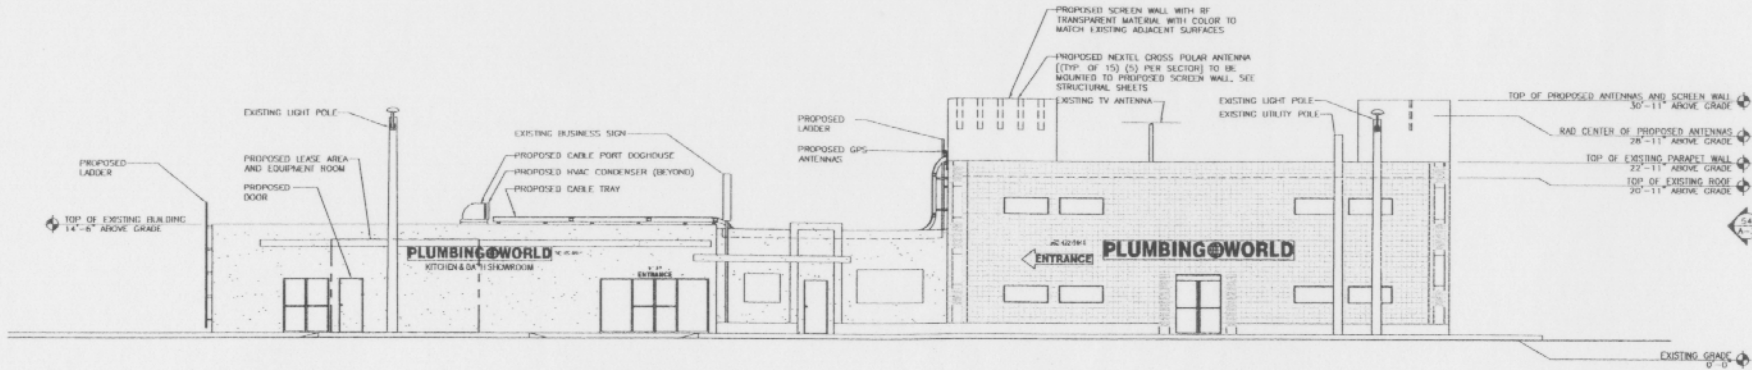 PROPOSED SCREEN WALL WITH RF
TRANSPARENT MATERIAL WITH COLOR TO
MATCH EXISTING ADJACENT SURFACES
PROPOSED NEXTEL CROSS POLAR ANTENNA
[(TYP. OF 15) (5) PER SECTOR] TO BE
MOUNTED TO PROPOSED SCREEN WALL, SEE
STRUCTURAL SHEETS
EXISTING TV ANTENNA
EXISTING LIGHT POLE
EXISTING UTILITY POLE
TOP OF PROPOSED ANTENNAS AND SCREEN WALL
30'-11" ABOVE GRADE
RAD CENTER OF PROPOSED ANTENNAS
28'-11" ABOVE GRADE
TOP OF EXISTING PARAPET WALL
22'-11" ABOVE GRADE
TOP OF EXISTING ROOF
20'-11" ABOVE GRADE
EXISTING LIGHT POLE
EXISTING BUSINESS SIGN
PROPOSED
LADDER
PROPOSED GPS
ANTENNAS
PROPOSED
LADDER
PROPOSED LEASE AREA
AND EQUIPMENT ROOM
PROPOSED
DOOR
PROPOSED CABLE PORT DOGHOUSE
PROPOSED HVAC CONDENSER (BEYOND)
PROPOSED CABLE TRAY
TOP OF EXISTING BUILDING
14'-6" ABOVE GRADE
PLUMBING WORLD
KITCHEN & BATH SHOWROOM
ENTRANCE
ENTRANCE
PLUMBING WORLD
EXISTING GRADE
0'-0"